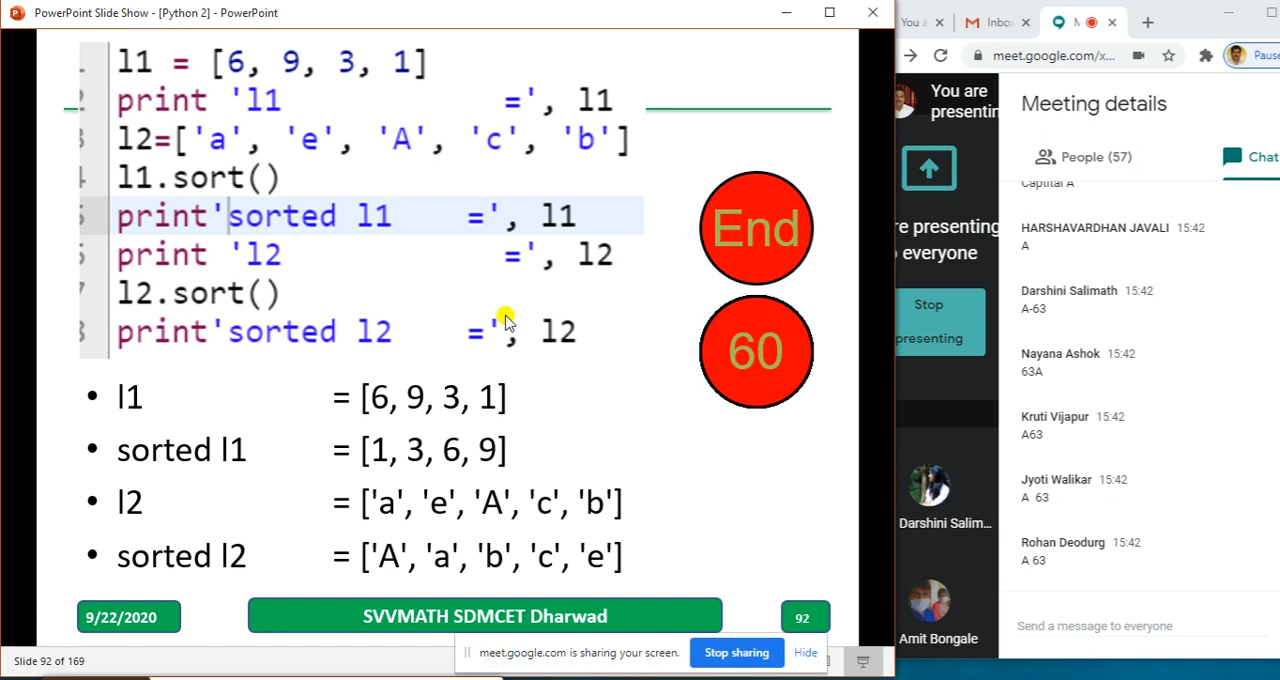 PowerPoint Slide Show - [Python 2] - PowerPoint
l1 = [6, 9, 3, 1]
print 'l1 =', l1
l2=['a', 'e', 'A', 'c', 'b']
l1.sort()
print'sorted l1 =', l1
print 'l2 =', l2
l2.sort()
print'sorted l2 =', l2
End
60
• l1 = [6, 9, 3, 1]
• sorted l1 = [1, 3, 6, 9]
• l2 = ['a', 'e', 'A', 'c', 'b']
• sorted l2 = ['A', 'a', 'b', 'c', 'e']
9/22/2020
SVVMATH SDMCET Dharwad
92
meet.google.com is sharing your screen.
Stop sharing
Hide
Slide 92 of 169
You a
Inbo
M
meet.google.com/x...
Pause
You are
presenting
presenting
everyone
Stop
presenting
Darshini Salim...
Amit Bongale
Meeting details
People (57)
Chat
Captital A
HARSHAVARDHAN JAVALI 15:42
A
Darshini Salimath 15:42
A-63
Nayana Ashok 15:42
63A
Kruti Vijapur 15:42
A63
Jyoti Walikar 15:42
A 63
Rohan Deodurg 15:42
A 63
Send a message to everyone